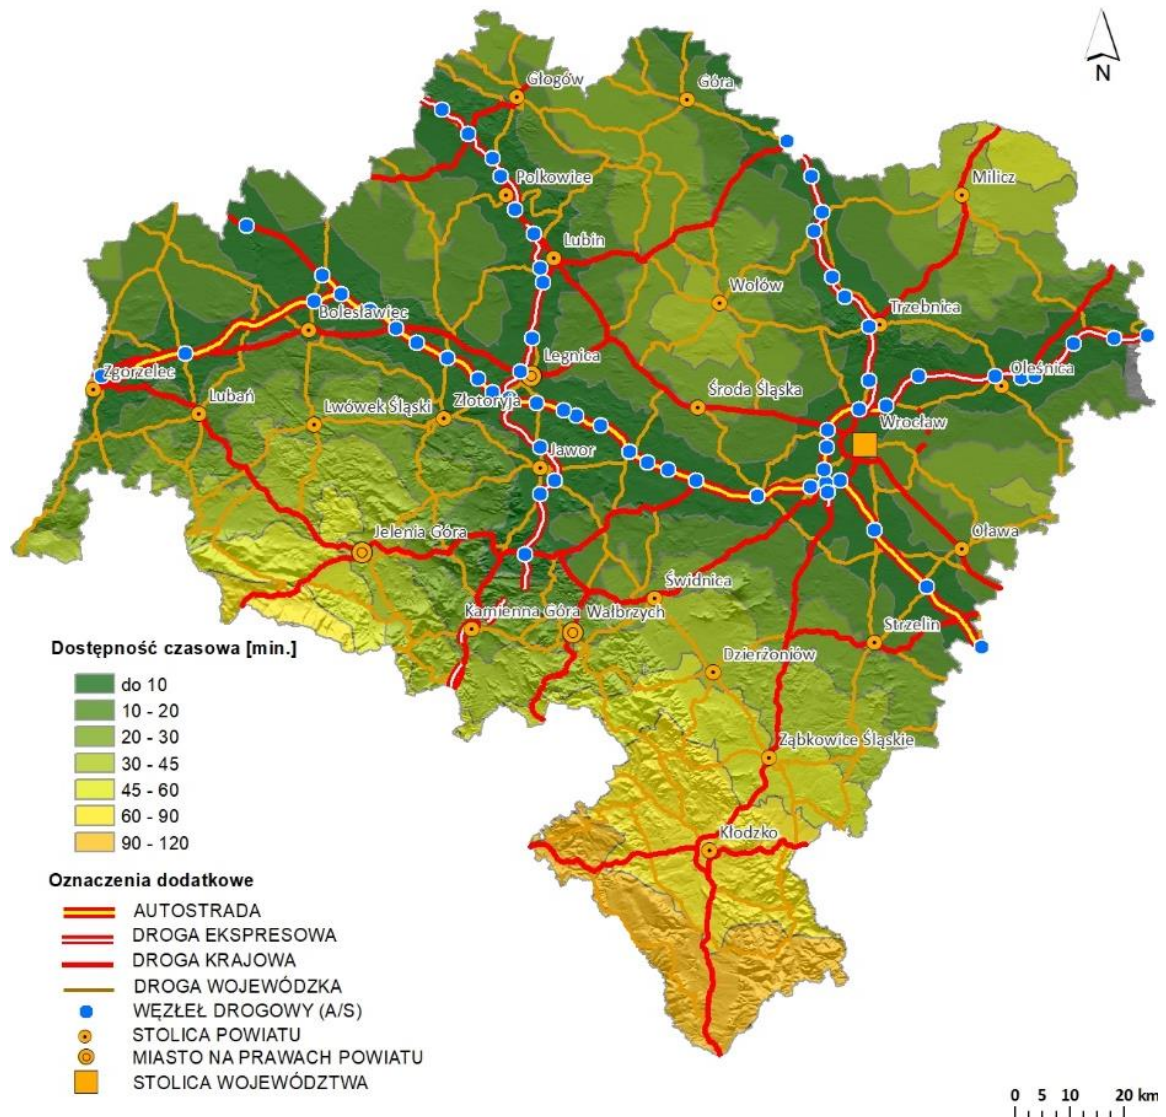 N
Głogów
Góra
Milicz
Polkowice
Lubin
Wołów
Trzebnica
Bolesławiec
Oleśnica
Legnica
Zgorzelec
Lubań
Lwówek Śląski
Złotoryja
Środa Śląska
Wrocław
Jawor
Jelenia Góra
Oława
Świdnica
Kamienna Góra
Wałbrzych
Strzelin
Dzierżoniów
Ząbkowice Śląskie
Kłodzko
Dostępność czasowa [min.]
do 10
10 - 20
20 - 30
30 - 45
45 - 60
60 - 90
90 - 120
Oznaczenia dodatkowe
AUTOSTRADA
DROGA EKSPRESOWA
DROGA KRAJOWA
DROGA WOJEWÓDZKA
WĘZŁEŁ DROGOWY (A/S)
STOLICA POWIATU
MIASTO NA PRAWACH POWIATU
STOLICA WOJEWÓDZTWA
0 5 10 20 km